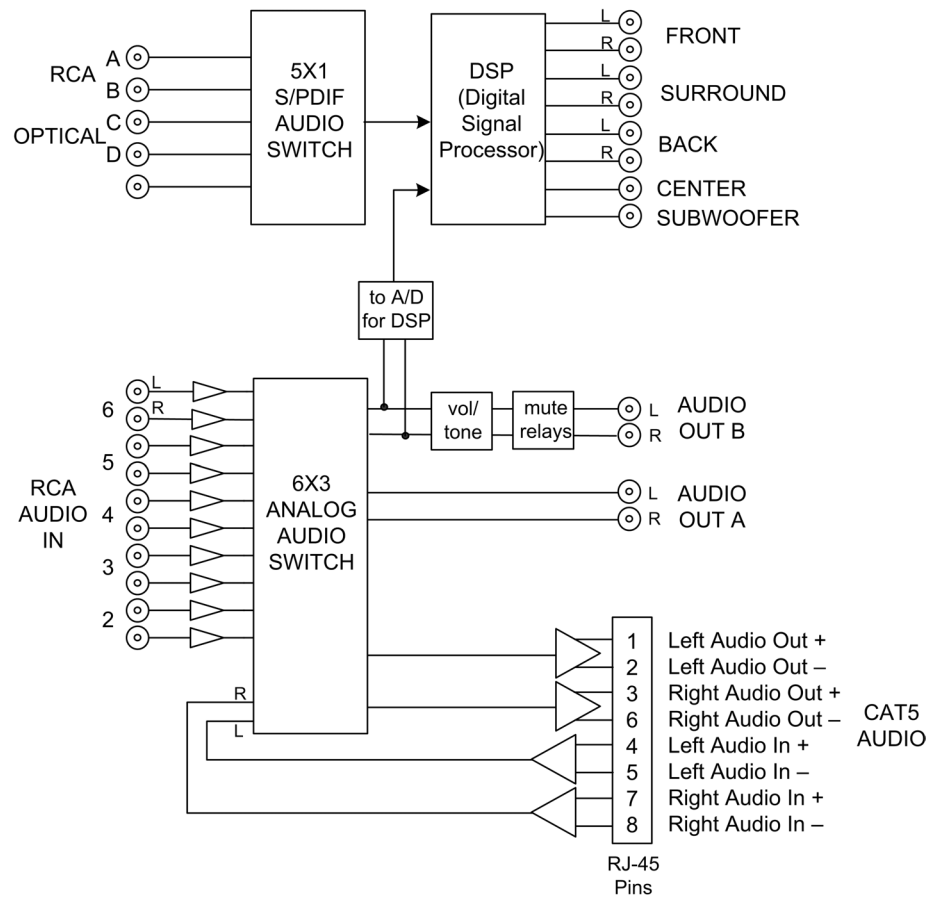 RCA
OPTICAL
A
B
C
D
5X1
S/PDIF
AUDIO
SWITCH
DSP
(Digital
Signal
Processor)
L
R
L
R
L
R
FRONT
SURROUND
BACK
CENTER
SUBWOOFER
to A/D
for DSP
RCA
AUDIO
IN
6
5
4
3
2
L
R
6X3
ANALOG
AUDIO
SWITCH
R
L
vol/
tone
mute
relays
L
R
AUDIO
OUT B
L
R
AUDIO
OUT A
1 Left Audio Out +
2 Left Audio Out –
3 Right Audio Out +
6 Right Audio Out –
4 Left Audio In +
5 Left Audio In –
7 Right Audio In +
8 Right Audio In –
CAT5
AUDIO
RJ-45
Pins